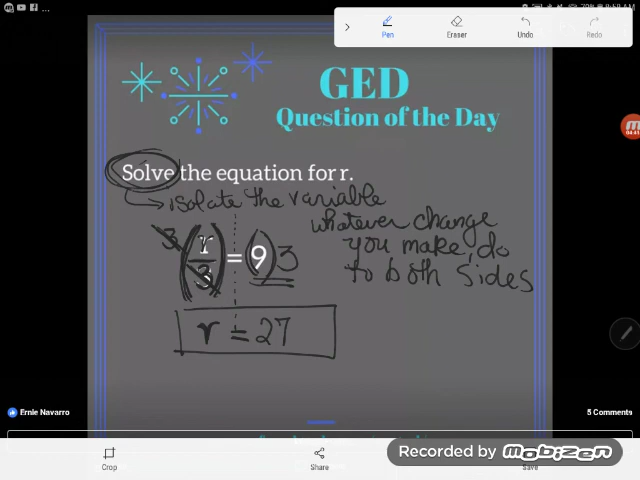 Pen
Eraser
Undo
Redo
GED
Question of the Day
04:41
Solve the equation for r.
isolate the variable
whatever change
you make, do
to both sides
3(r/3) = (9)3
r = 27
Ernie Navarro
5 Comments
Crop
Share
Save
Recorded by Mobizen